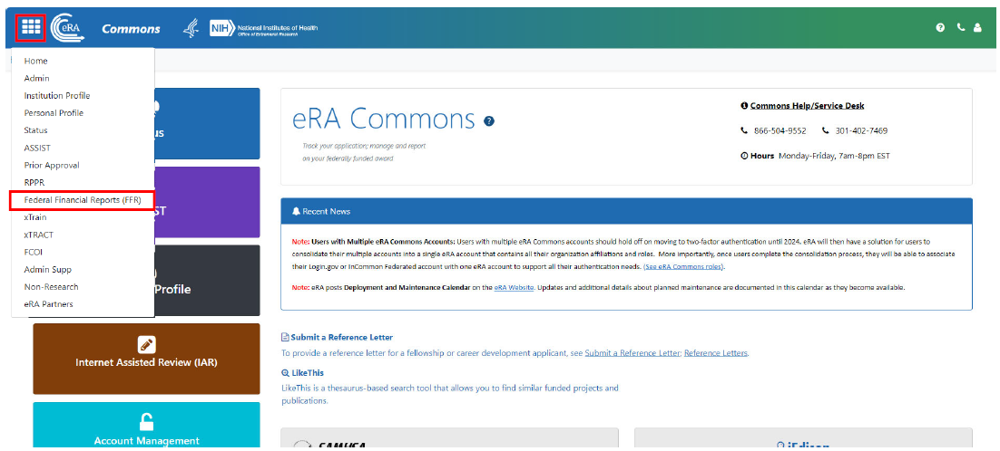 eRA
Commons
NIH
National Institutes of Health
Office of Extramural Research
Home
Admin
Institution Profile
Personal Profile
Status
ASSIST
Prior Approval
RPPR
Federal Financial Reports (FFR)
xTrain
xTRACT
FCOI
Admin Supp
Non-Research
eRA Partners
us
ST
Profile
Internet Assisted Review (IAR)
Account Management
eRA Commons ?
Track your application; manage and report
on your federally funded award
Commons Help/Service Desk
866-504-9552 301-402-7469
Hours Monday-Friday, 7am-8pm EST
Recent News
Note: Users with Multiple eRA Commons Accounts: Users with multiple eRA Commons accounts should hold off on moving to two-factor authentication until 2024. eRA will then have a solution for users to
consolidate their multiple accounts into a single eRA account that contains all their organization affiliations and roles. More importantly, once users complete the consolidation process, they will be able to associate
their Login.gov or InCommon Federated account with one eRA account to support all their authentication needs. (See eRA Commons roles).
Note: eRA posts Deployment and Maintenance Calendar on the eRA Website. Updates and additional details about planned maintenance are documented in this calendar as they become available.
Submit a Reference Letter
To provide a reference letter for a fellowship or career development applicant, see Submit a Reference Letter; Reference Letters.
LikeThis
LikeThis is a thesaurus-based search tool that allows you to find similar funded projects and
publications.
SAMHSA
iEdison